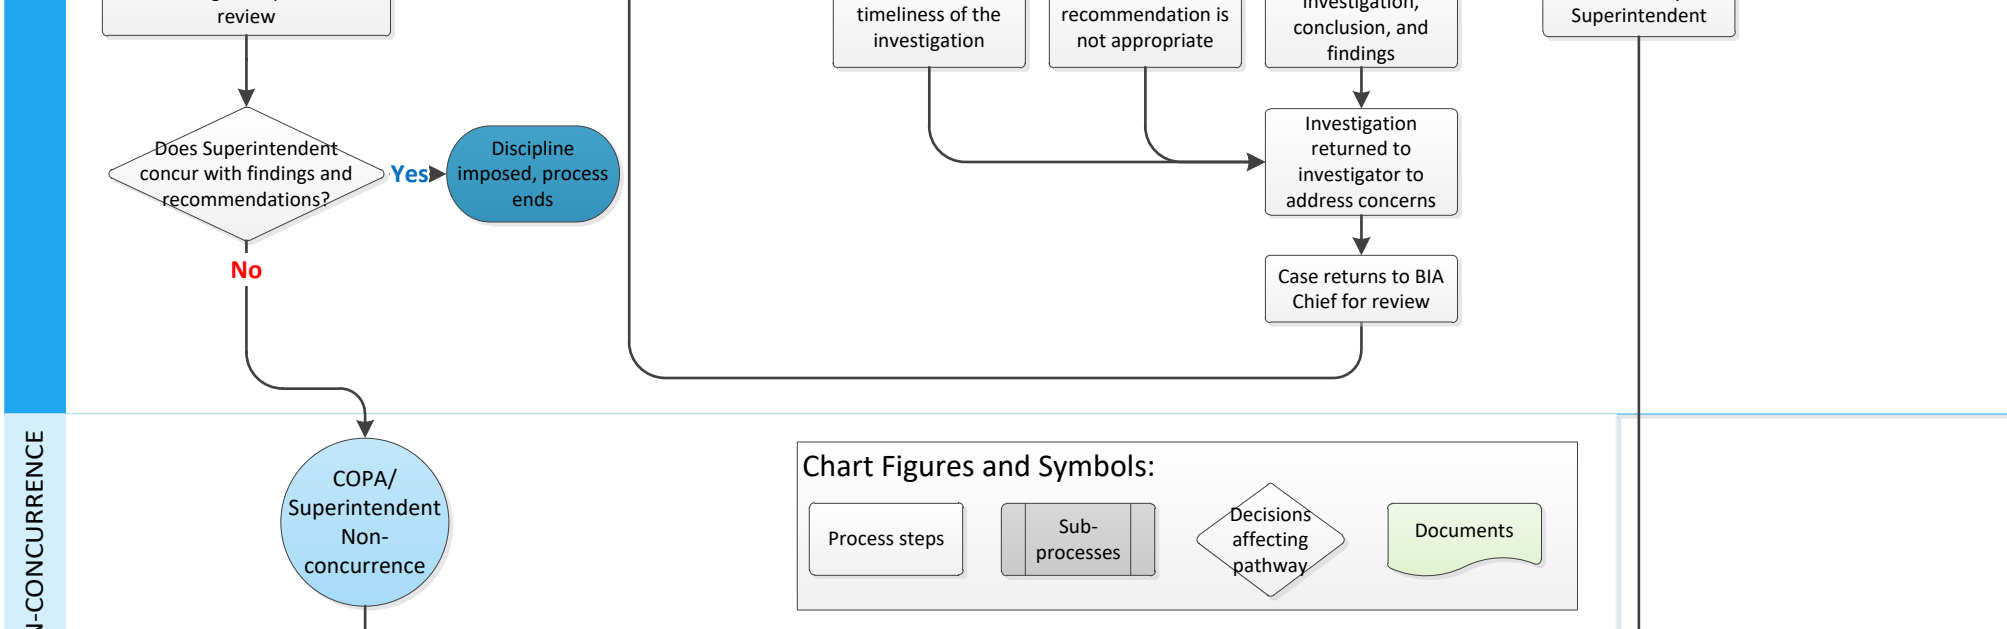 review
timeliness of the
investigation
recommendation is
not appropriate
investigation,
conclusion, and
findings
Superintendent
Does Superintendent
concur with findings and
recommendations?
Yes
Discipline
imposed, process
ends
No
Investigation
returned to
investigator to
address concerns
Case returns to BIA
Chief for review
N-CONCURRENCE
COPA/
Superintendent
Non-
concurrence
Chart Figures and Symbols:
Process steps
Sub-
processes
Decisions
affecting
pathway
Documents